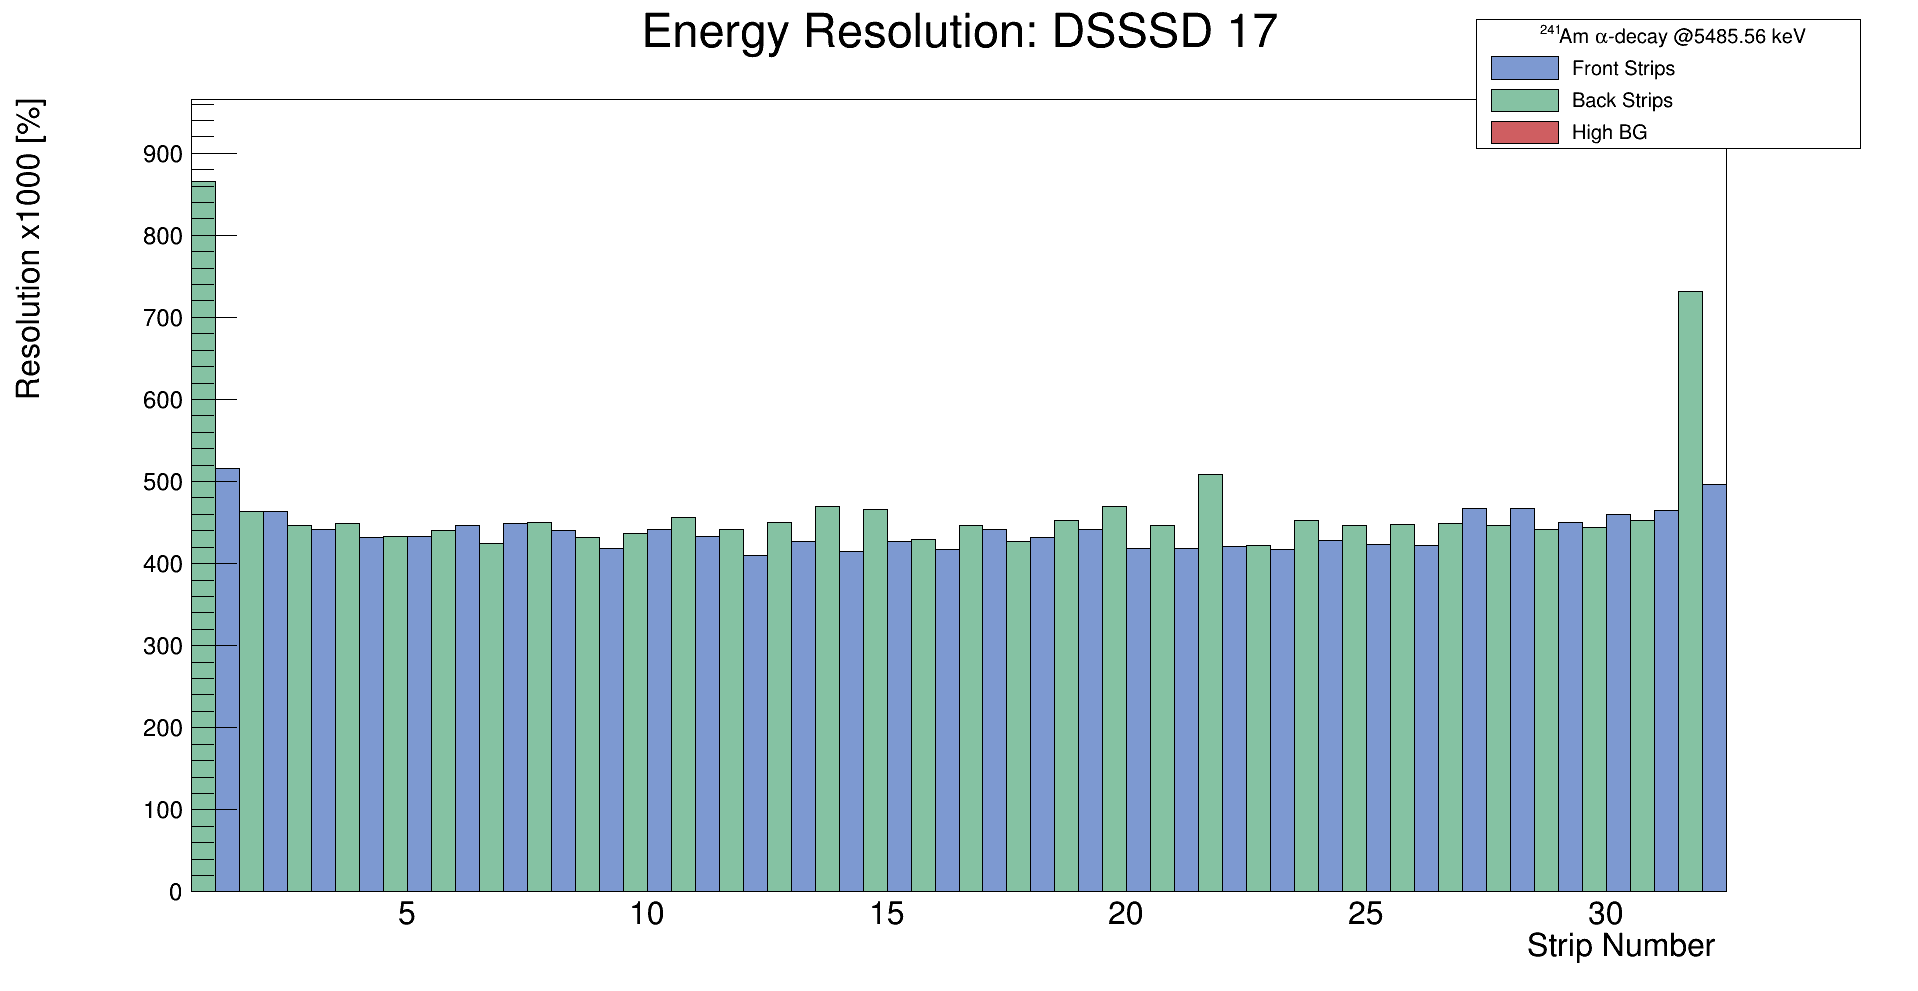 Energy Resolution: DSSSD 17
²⁴¹Am α-decay @5485.56 keV
Front Strips
Back Strips
High BG
Resolution x1000 [%]
900
800
700
600
500
400
300
200
100
0
5 10 15 20 25 30
Strip Number